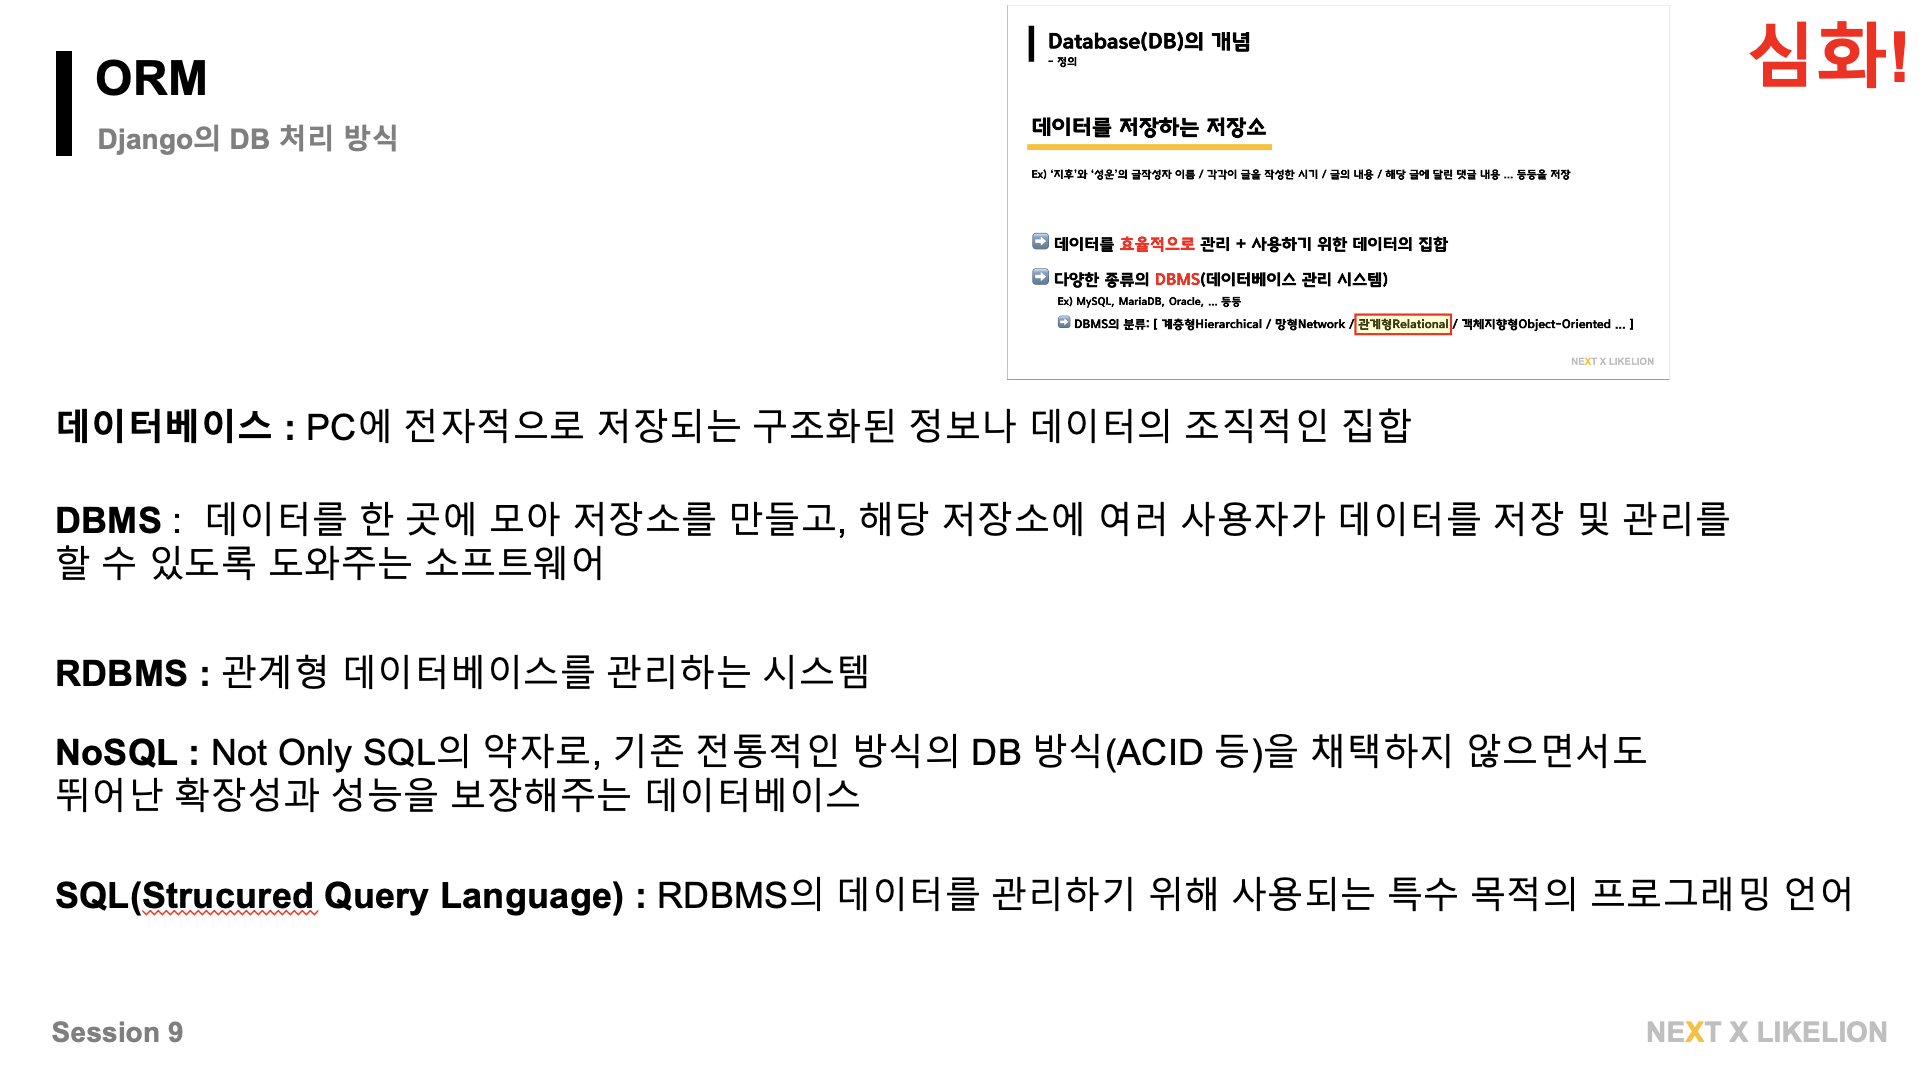 ORM
Django의 DB 처리 방식
심화!
Database(DB)의 개념
- 정의
데이터를 저장하는 저장소
Ex) '지후'와 '성운'의 글작성자 이름 / 각각이 글을 작성한 시기 / 글의 내용 / 해당 글에 달린 댓글 내용 ... 등등을 저장
➡ 데이터를 효율적으로 관리 + 사용하기 위한 데이터의 집합
➡ 다양한 종류의 DBMS(데이터베이스 관리 시스템)
Ex) MySQL, MariaDB, Oracle, ... 등등
➡ DBMS의 분류: [ 계층형Hierarchical / 망형Network / 관계형Relational / 객체지향형Object-Oriented ... ]
NEXT X LIKELION
데이터베이스 : PC에 전자적으로 저장되는 구조화된 정보나 데이터의 조직적인 집합
DBMS : 데이터를 한 곳에 모아 저장소를 만들고, 해당 저장소에 여러 사용자가 데이터를 저장 및 관리를
할 수 있도록 도와주는 소프트웨어
RDBMS : 관계형 데이터베이스를 관리하는 시스템
NoSQL : Not Only SQL의 약자로, 기존 전통적인 방식의 DB 방식(ACID 등)을 채택하지 않으면서도
뛰어난 확장성과 성능을 보장해주는 데이터베이스
SQL(Strucured Query Language) : RDBMS의 데이터를 관리하기 위해 사용되는 특수 목적의 프로그래밍 언어
Session 9
NEXT X LIKELION